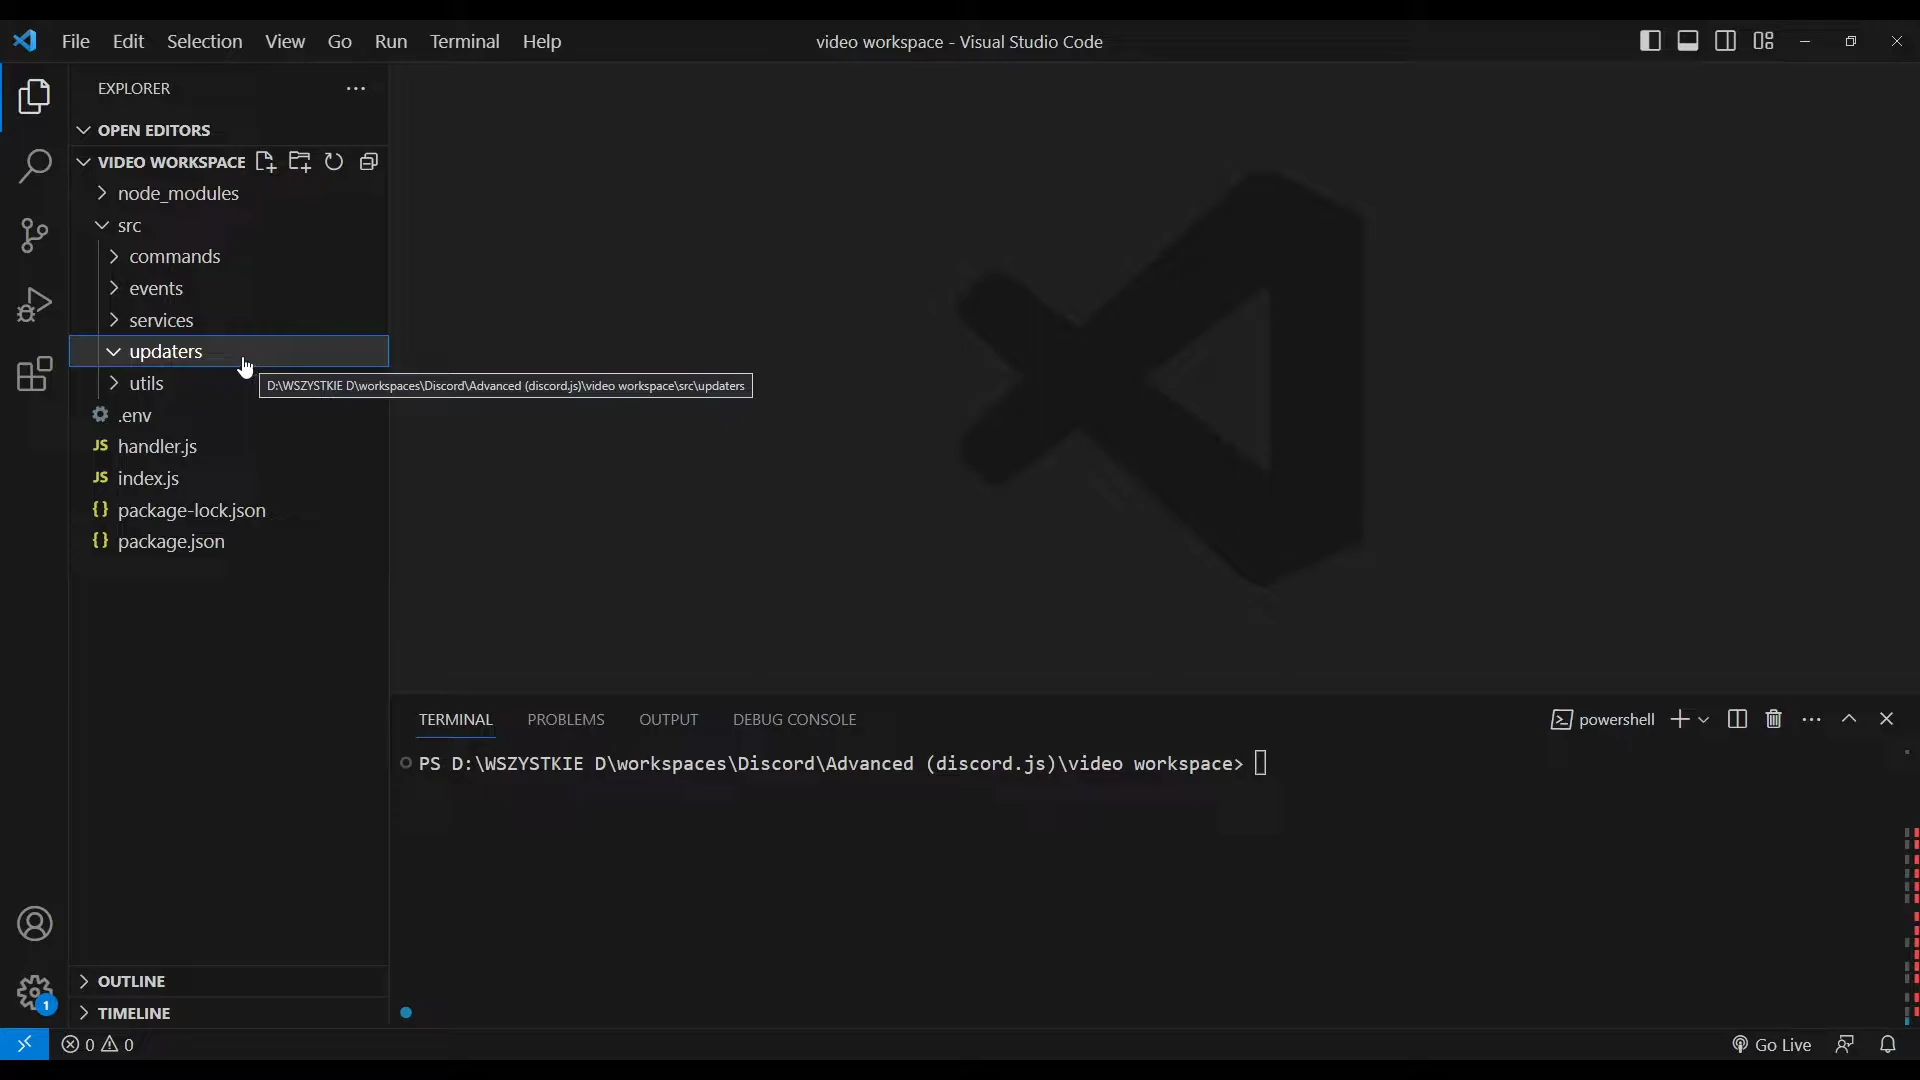 File Edit Selection View Go Run Terminal Help
video workspace - Visual Studio Code
EXPLORER
OPEN EDITORS
VIDEO WORKSPACE
node_modules
src
commands
events
services
updaters
D:\WSZYSTKIE D\workspaces\Discord\Advanced (discord.js)\video workspace\src\updaters
utils
.env
JS handler.js
JS index.js
{} package-lock.json
{} package.json
TERMINAL PROBLEMS OUTPUT DEBUG CONSOLE
powershell
PS D:\WSZYSTKIE D\workspaces\Discord\Advanced (discord.js)\video workspace>
OUTLINE
TIMELINE
1
0 0
Go Live